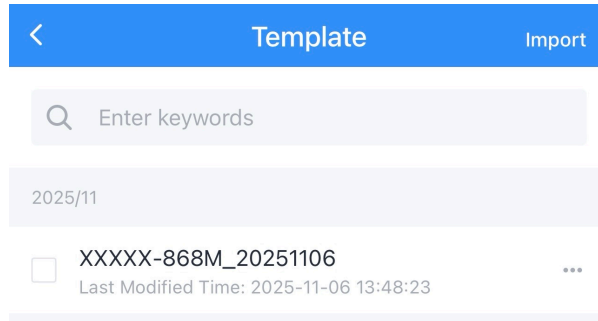 Template
Import
Enter keywords
2025/11
XXXXX-868M_20251106
Last Modified Time: 2025-11-06 13:48:23